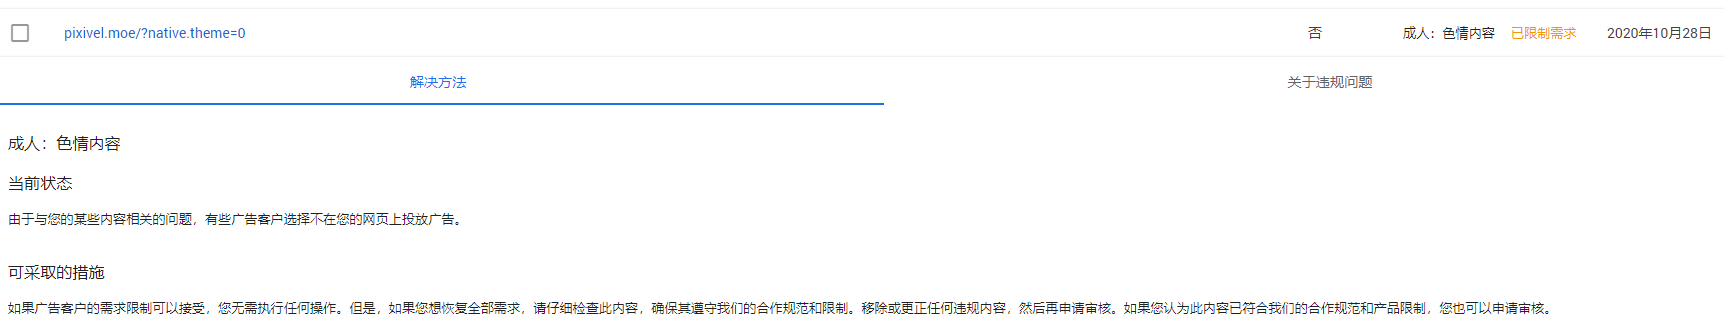 pixivel.moe/?native.theme=0 否 成人：色情内容 已限制需求 2020年10月28日
解决方法 关于违规问题
成人：色情内容
当前状态
由于与您的某些内容相关的问题，有些广告客户选择不在您的网页上投放广告。
可采取的措施
如果广告客户的需求限制可以接受，您无需执行任何操作。但是，如果您想恢复全部需求，请仔细检查此内容，确保其遵守我们的合作规范和限制。移除或更正任何违规内容，然后再申请审核。如果您认为此内容已符合我们的合作规范和产品限制，您也可以申请审核。